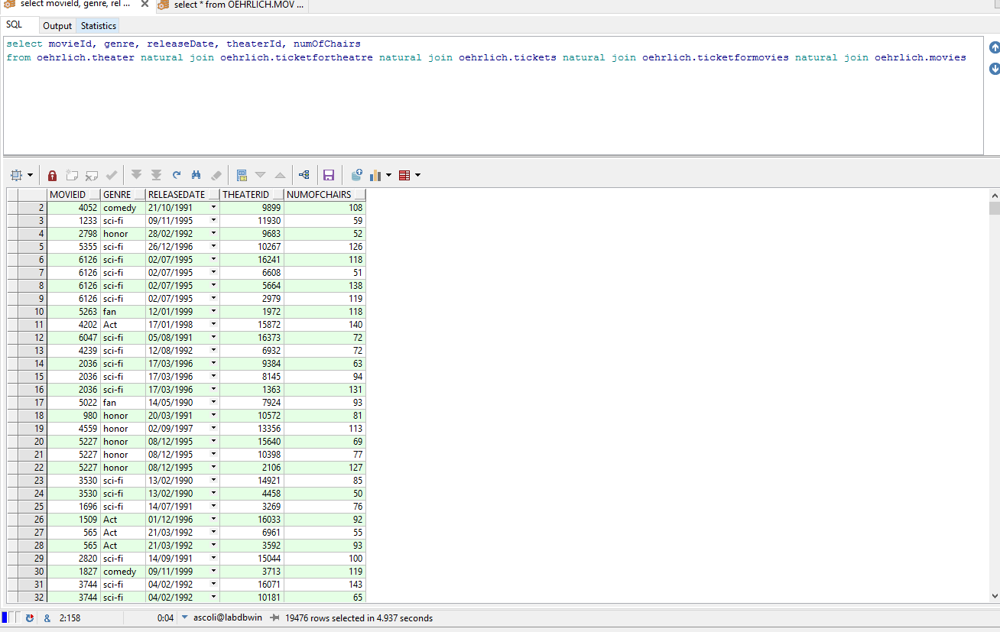 select movieId, genre, rel ...
select * from OEHRLICH.MOV ...
SQL Output Statistics
select movieId, genre, releaseDate, theaterId, numOfChairs
from oehrlich.theater natural join oehrlich.ticketfortheatre natural join oehrlich.tickets natural join oehrlich.ticketformovies natural join oehrlich.movies
MOVIEID GENRE RELEASEDATE THEATERID NUMOFCHAIRS
2 4052 comedy 21/10/1991 9899 108
3 1233 sci-fi 09/11/1995 11930 59
4 2798 honor 28/02/1992 9683 52
5 5355 sci-fi 26/12/1996 10267 126
6 6126 sci-fi 02/07/1995 16241 118
7 6126 sci-fi 02/07/1995 6608 51
8 6126 sci-fi 02/07/1995 5664 138
9 6126 sci-fi 02/07/1995 2979 119
10 5263 fan 12/01/1999 1972 118
11 4202 Act 17/01/1998 15872 140
12 6047 sci-fi 05/08/1991 16373 72
13 4239 sci-fi 12/08/1992 6932 72
14 2036 sci-fi 17/03/1996 9384 63
15 2036 sci-fi 17/03/1996 8145 94
16 2036 sci-fi 17/03/1996 1363 131
17 5022 fan 14/05/1990 7924 93
18 980 honor 20/03/1991 10572 81
19 4559 honor 02/09/1997 13356 113
20 5227 honor 08/12/1995 15640 69
21 5227 honor 08/12/1995 10398 77
22 5227 honor 08/12/1995 2106 127
23 3530 sci-fi 13/02/1990 14921 85
24 3530 sci-fi 13/02/1990 4458 50
25 1696 sci-fi 14/07/1991 3269 76
26 1509 Act 01/12/1996 16033 92
27 565 Act 21/03/1992 6961 55
28 565 Act 21/03/1992 3592 93
29 2820 sci-fi 14/09/1991 15044 100
30 1827 comedy 09/11/1999 3713 119
31 3744 sci-fi 04/02/1992 16071 143
32 3744 sci-fi 04/02/1992 10181 65
& 2:158 0:04 ascoli@labdbwin 19476 rows selected in 4.937 seconds